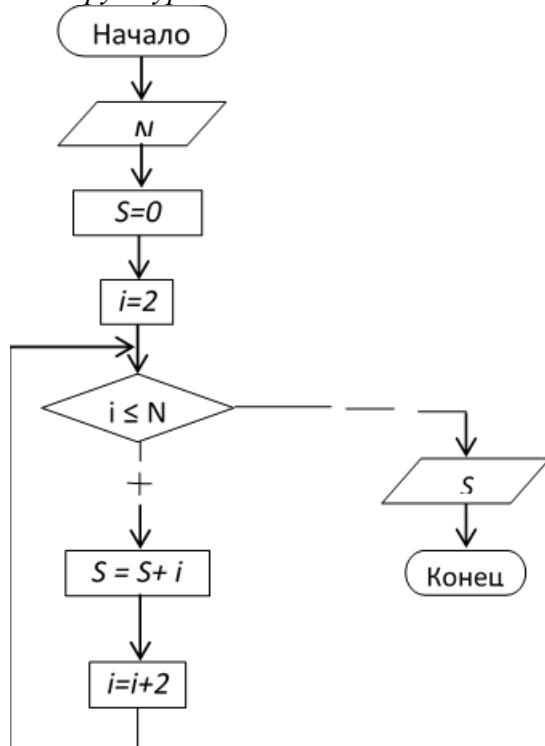 Начало
N
S=0
i=2
i ≤ N
—
+
S
S = S+ i
Конец
i=i+2